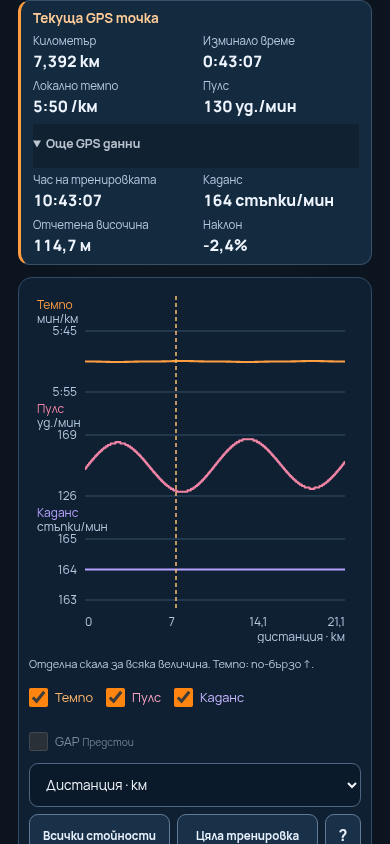 Текуща GPS точка
Километър
Изминало време
7,392 км
0:43:07
Локално темпо
Пулс
5:50 /км
130 уд./мин
▼ Още GPS данни
Час на тренировката
Каданс
10:43:07
164 стъпки/мин
Отчетена височина
Наклон
114,7 м
-2,4%
Темпо
мин/км
5:45
5:55
Пулс
уд./мин
169
126
Каданс
стъпки/мин
165
164
163
0
7
14,1
21,1
дистанция · км
Отделна скала за всяка величина. Темпо: по-бързо ↑.
Темпо
Пулс
Каданс
GAP Предстои
Дистанция · км
Всички стойности
Цяла тренировка
?